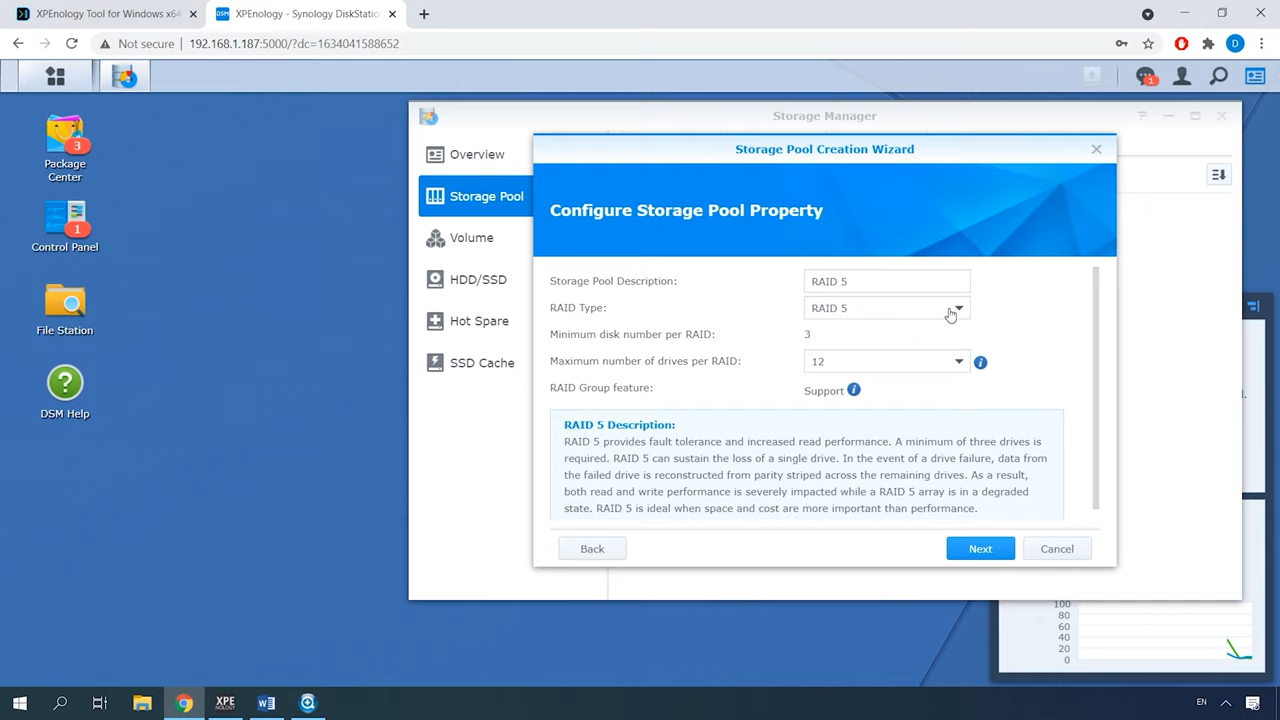 XPEnology Tool for Windows x64
XPEnology - Synology DiskStation
Not secure
192.168.1.187:5000/?dc=1634041588652
D
1
3
Package
Center
1
Control Panel
File Station
?
DSM Help
Storage Manager
?
Overview
Storage Pool
Volume
HDD/SSD
Hot Spare
SSD Cache
Storage Pool Creation Wizard
Configure Storage Pool Property
Storage Pool Description:
RAID 5
RAID Type:
RAID 5
Minimum disk number per RAID:
3
Maximum number of drives per RAID:
12
RAID Group feature:
Support
RAID 5 Description:
RAID 5 provides fault tolerance and increased read performance. A minimum of three drives is
required. RAID 5 can sustain the loss of a single drive. In the event of a drive failure, data from
the failed drive is reconstructed from parity striped across the remaining drives. As a result,
both read and write performance is severely impacted while a RAID 5 array is in a degraded
state. RAID 5 is ideal when space and cost are more important than performance.
Back
Next
Cancel
100
80
60
40
20
0
XPE
NOLOGY
EN